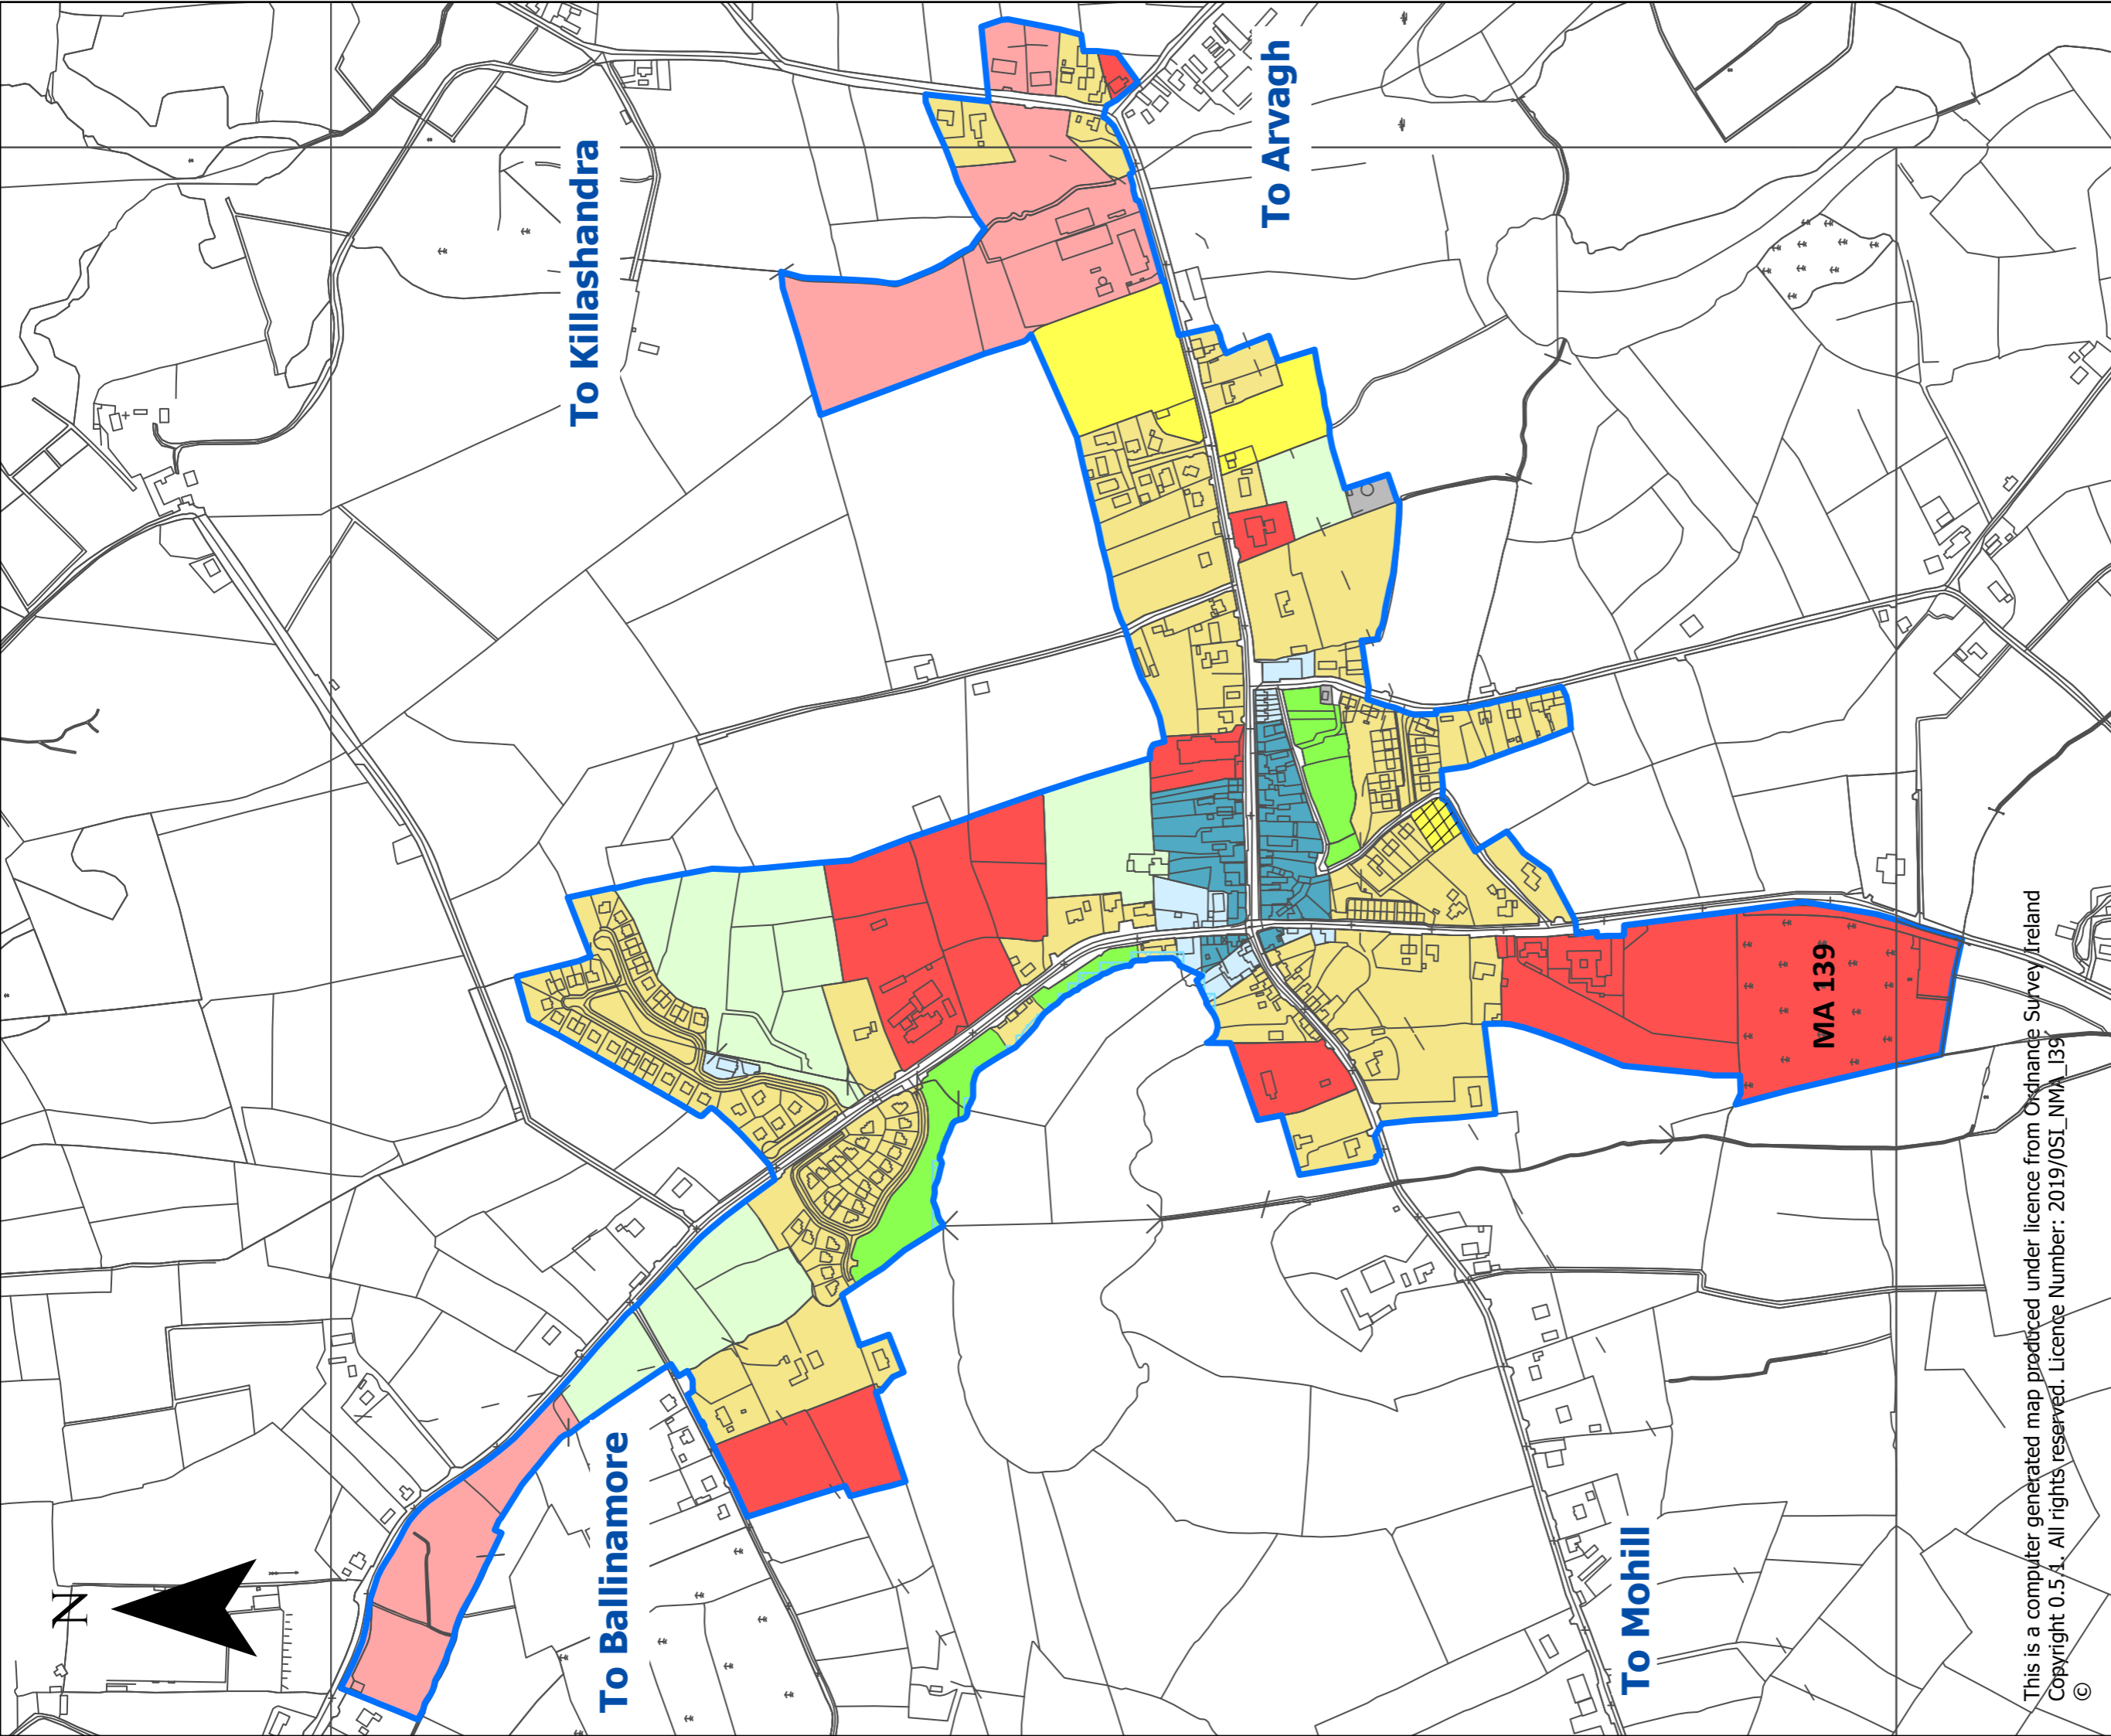 N
To Ballinamore
To Killashandra
To Arvagh
To Mohill
MA 139
This is a computer generated map produced under licence from Ordnance Survey Ireland
Copyright 0.5.1. All rights reserved. Licence Number: 2019/0SI_NMA_I39
©